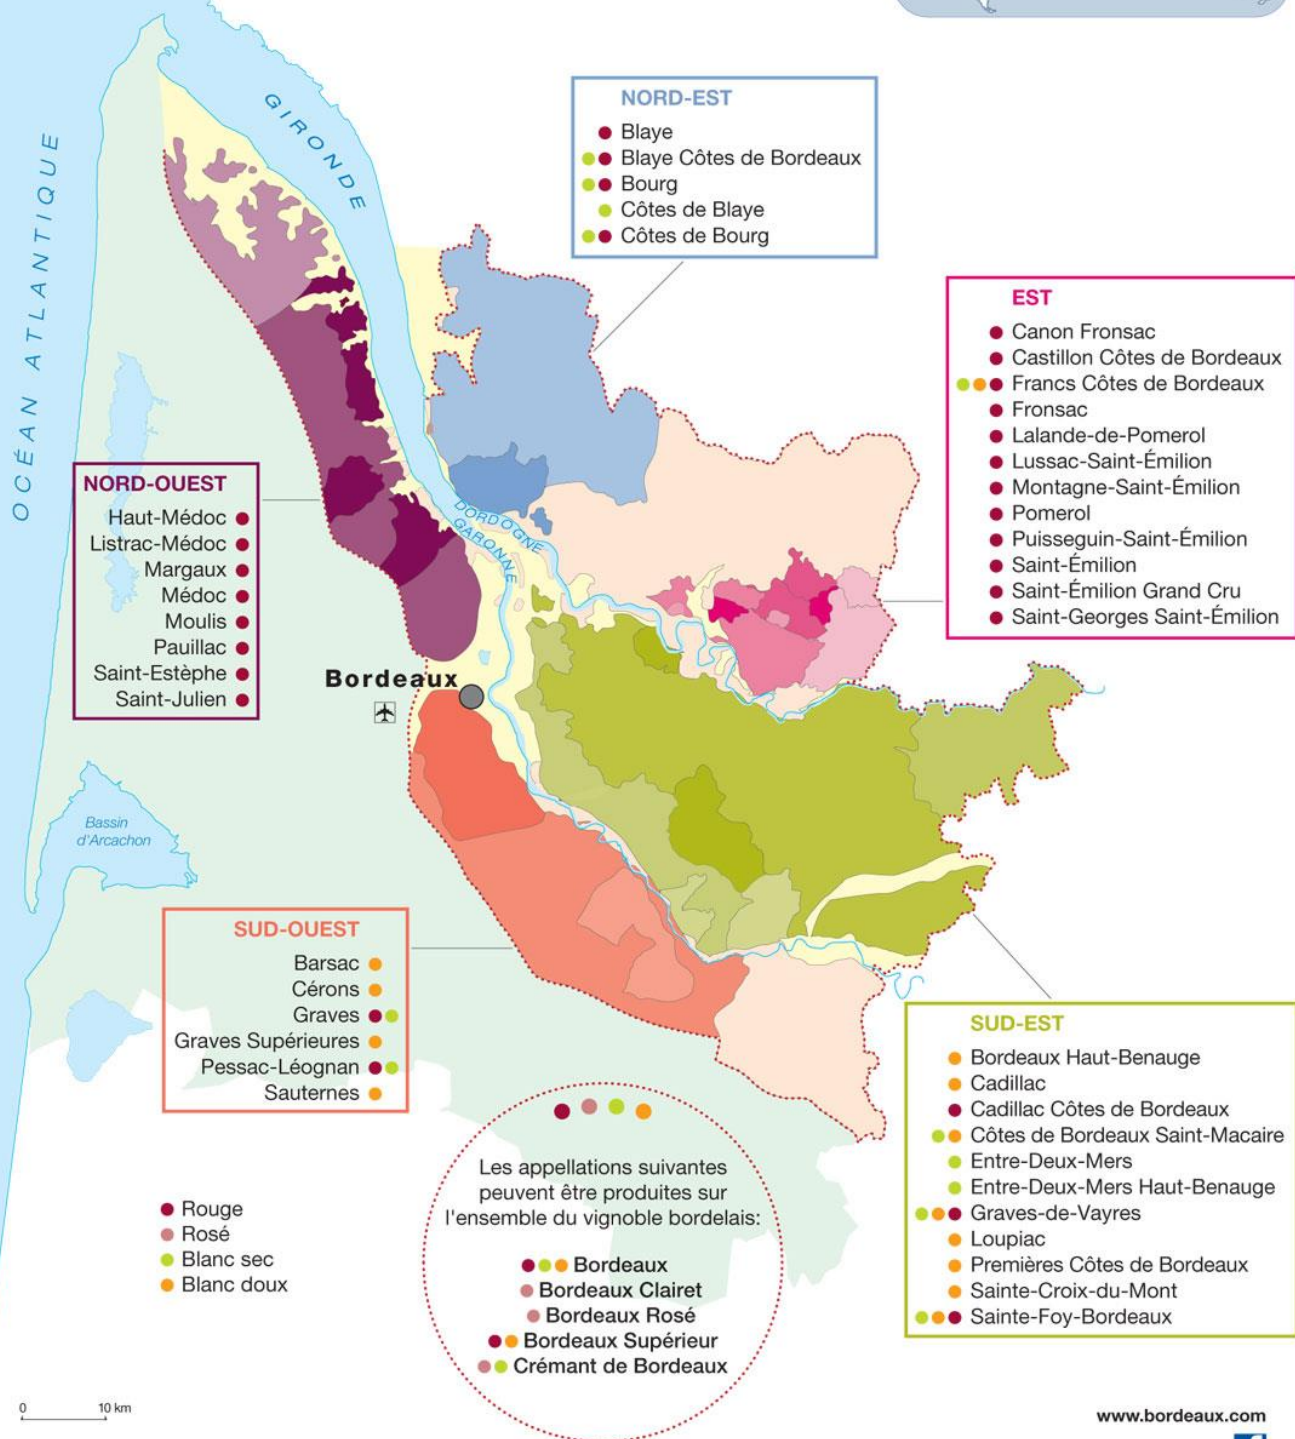 OCÉAN ATLANTIQUE
GIRONDE
NORD-EST
Blaye
Blaye Côtes de Bordeaux
Bourg
Côtes de Blaye
Côtes de Bourg
EST
Canon Fronsac
Castillon Côtes de Bordeaux
Francs Côtes de Bordeaux
Fronsac
Lalande-de-Pomerol
Lussac-Saint-Émilion
Montagne-Saint-Émilion
Pomerol
Puisseguin-Saint-Émilion
Saint-Émilion
Saint-Émilion Grand Cru
Saint-Georges Saint-Émilion
NORD-OUEST
Haut-Médoc
Listrac-Médoc
Margaux
Médoc
Moulis
Pauillac
Saint-Estèphe
Saint-Julien
DORDOGNE
GARONNE
Bordeaux
Bassin
d'Arcachon
SUD-OUEST
Barsac
Cérons
Graves
Graves Supérieures
Pessac-Léognan
Sauternes
SUD-EST
Bordeaux Haut-Benauge
Cadillac
Cadillac Côtes de Bordeaux
Côtes de Bordeaux Saint-Macaire
Entre-Deux-Mers
Entre-Deux-Mers Haut-Benauge
Graves-de-Vayres
Loupiac
Premières Côtes de Bordeaux
Sainte-Croix-du-Mont
Sainte-Foy-Bordeaux
Les appellations suivantes
peuvent être produites sur
l'ensemble du vignoble bordelais:
Bordeaux
Bordeaux Clairet
Bordeaux Rosé
Bordeaux Supérieur
Crémant de Bordeaux
Rouge
Rosé
Blanc sec
Blanc doux
0 10 km
www.bordeaux.com